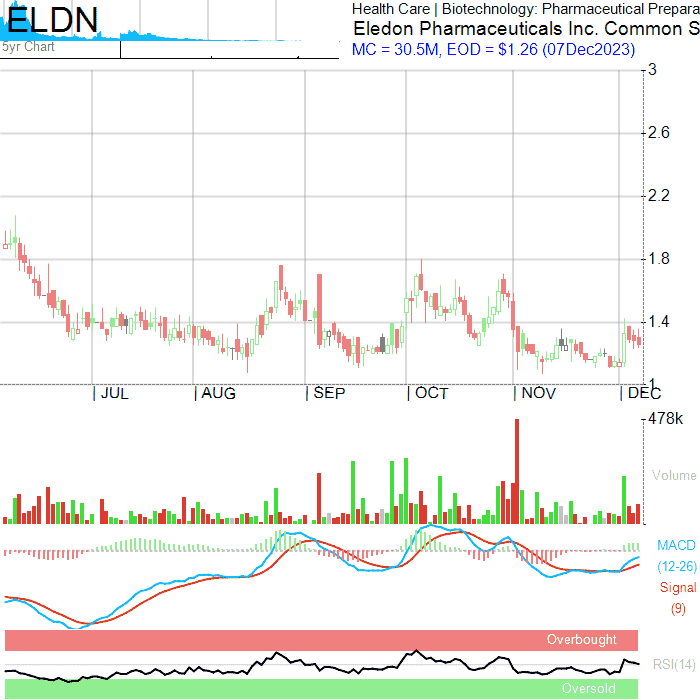 ELDN
5yr Chart
Health Care | Biotechnology: Pharmaceutical Prepara
Eledon Pharmaceuticals Inc. Common S
MC = 30.5M, EOD = $1.26 (07Dec2023)
3
2.6
2.2
1.8
1.4
1
JUL AUG SEP OCT NOV DEC
478k
Volume
MACD
(12-26)
Signal
(9)
Overbought
RSI(14)
Oversold